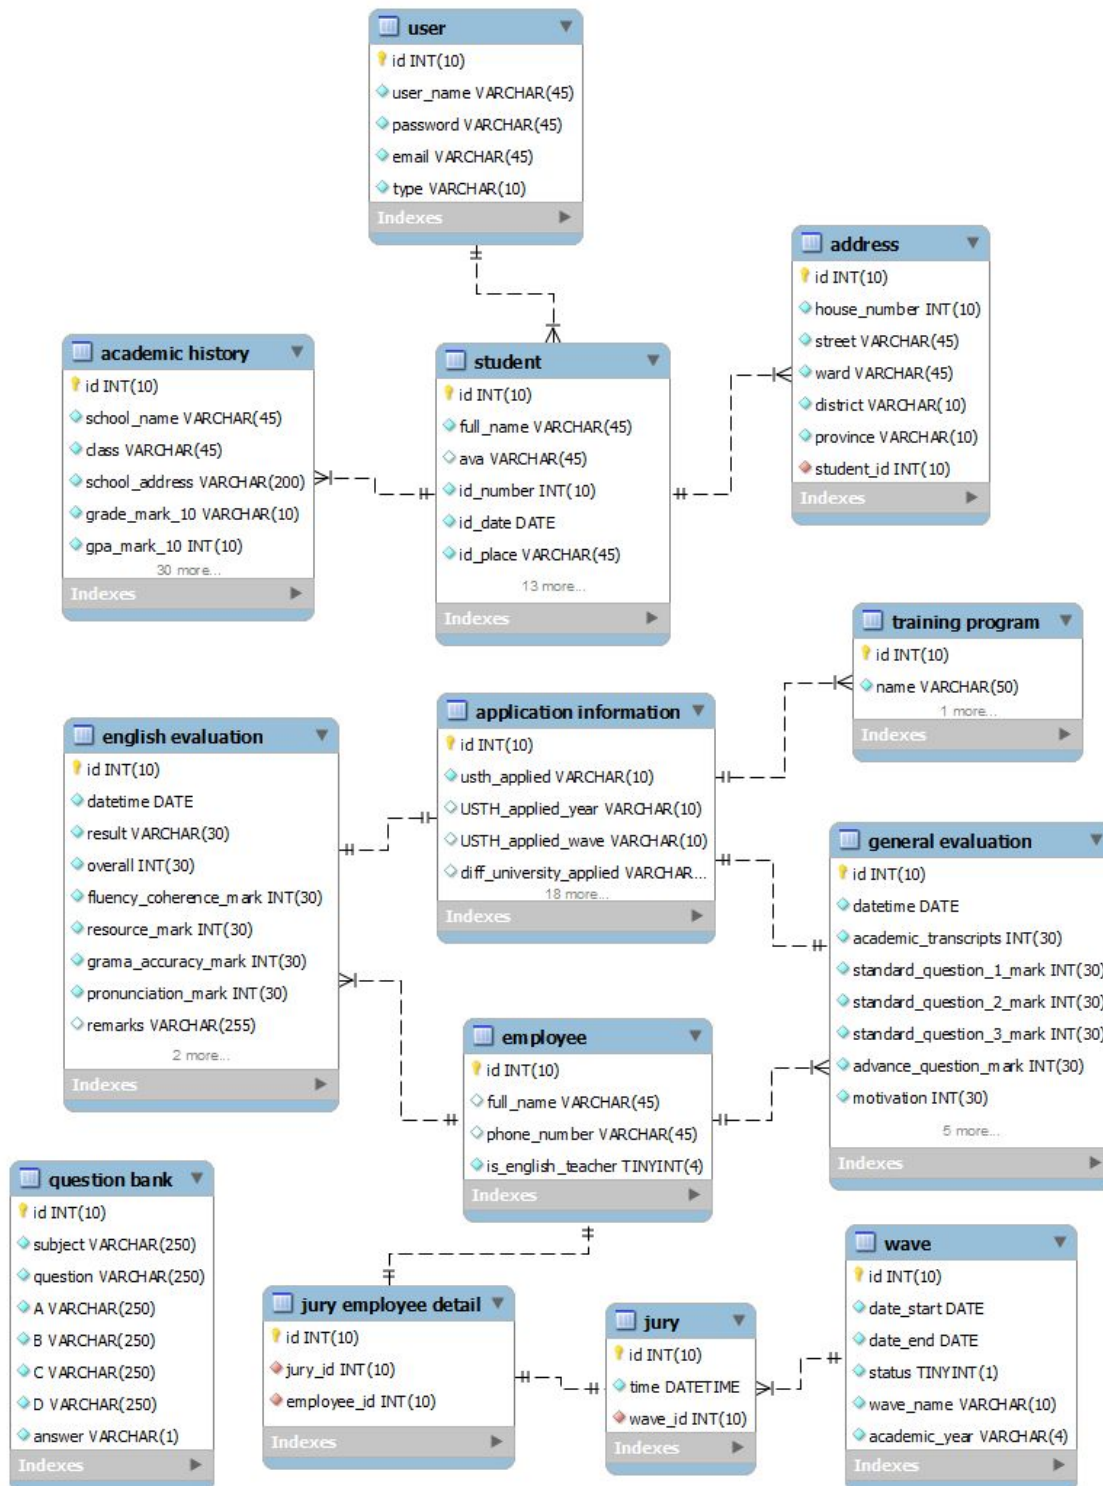 user
id INT(10)
user_name VARCHAR(45)
password VARCHAR(45)
email VARCHAR(45)
type VARCHAR(10)
Indexes
address
id INT(10)
house_number INT(10)
street VARCHAR(45)
ward VARCHAR(45)
district VARCHAR(10)
province VARCHAR(10)
student_id INT(10)
Indexes
academic history
id INT(10)
school_name VARCHAR(45)
class VARCHAR(45)
school_address VARCHAR(200)
grade_mark_10 VARCHAR(10)
gpa_mark_10 INT(10)
30 more...
Indexes
student
id INT(10)
full_name VARCHAR(45)
ava VARCHAR(45)
id_number INT(10)
id_date DATE
id_place VARCHAR(45)
13 more...
Indexes
training program
id INT(10)
name VARCHAR(50)
1 more...
Indexes
english evaluation
id INT(10)
datetime DATE
result VARCHAR(30)
overall INT(30)
fluency_coherence_mark INT(30)
resource_mark INT(30)
grama_accuracy_mark INT(30)
pronunciation_mark INT(30)
remarks VARCHAR(255)
2 more...
Indexes
application information
id INT(10)
usth_applied VARCHAR(10)
USTH_applied_year VARCHAR(10)
USTH_applied_wave VARCHAR(10)
diff_university_applied VARCHAR...
18 more...
Indexes
general evaluation
id INT(10)
datetime DATE
academic_transcripts INT(30)
standard_question_1_mark INT(30)
standard_question_2_mark INT(30)
standard_question_3_mark INT(30)
advance_question_mark INT(30)
motivation INT(30)
5 more...
Indexes
employee
id INT(10)
full_name VARCHAR(45)
phone_number VARCHAR(45)
is_english_teacher TINYINT(4)
Indexes
question bank
id INT(10)
subject VARCHAR(250)
question VARCHAR(250)
A VARCHAR(250)
B VARCHAR(250)
C VARCHAR(250)
D VARCHAR(250)
answer VARCHAR(1)
Indexes
jury employee detail
id INT(10)
jury_id INT(10)
employee_id INT(10)
Indexes
jury
id INT(10)
time DATETIME
wave_id INT(10)
Indexes
wave
id INT(10)
date_start DATE
date_end DATE
status TINYINT(1)
wave_name VARCHAR(10)
academic_year VARCHAR(4)
Indexes